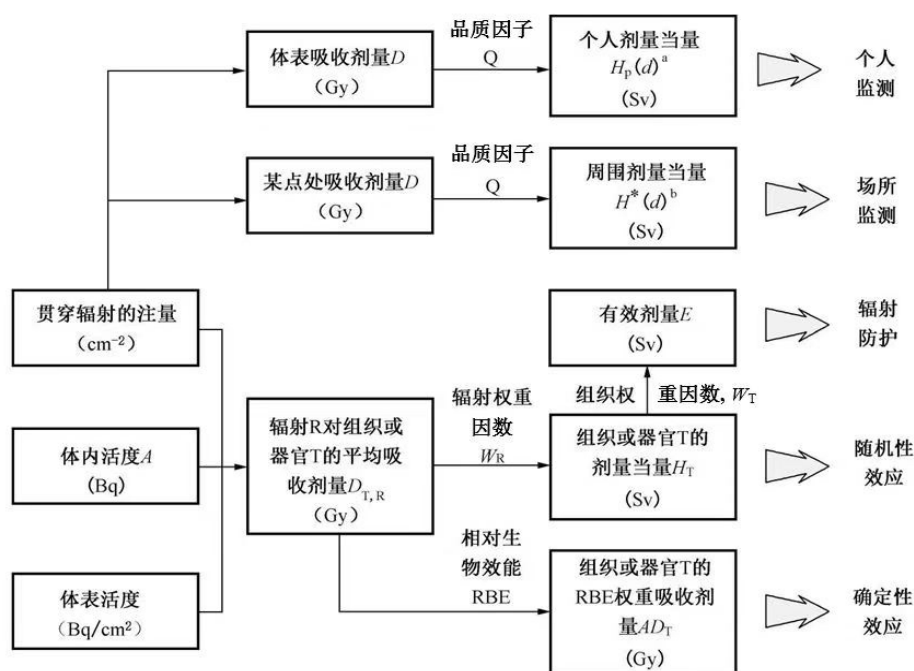 体表吸收剂量D
（Gy）
品质因子
Q
个人剂量当量
Hp(d)ᵃ
(Sv)
个人
监测
某点处吸收剂量D
（Gy）
品质因子
Q
周围剂量当量
H*(d)ᵇ
(Sv)
场所
监测
贯穿辐射的注量
（cm⁻²）
有效剂量E
(Sv)
辐射
防护
组织权
重因数, WT
体内活度A
(Bq)
辐射R对组织或
器官T的平均吸
收剂量DT, R
（Gy）
辐射权重
因数
WR
组织或器官T的
剂量当量HT
(Sv)
随机性
效应
体表活度
（Bq/cm²）
相对生
物效能
RBE
组织或器官T的
RBE权重吸收剂
量ADT
(Gy)
确定性
效应